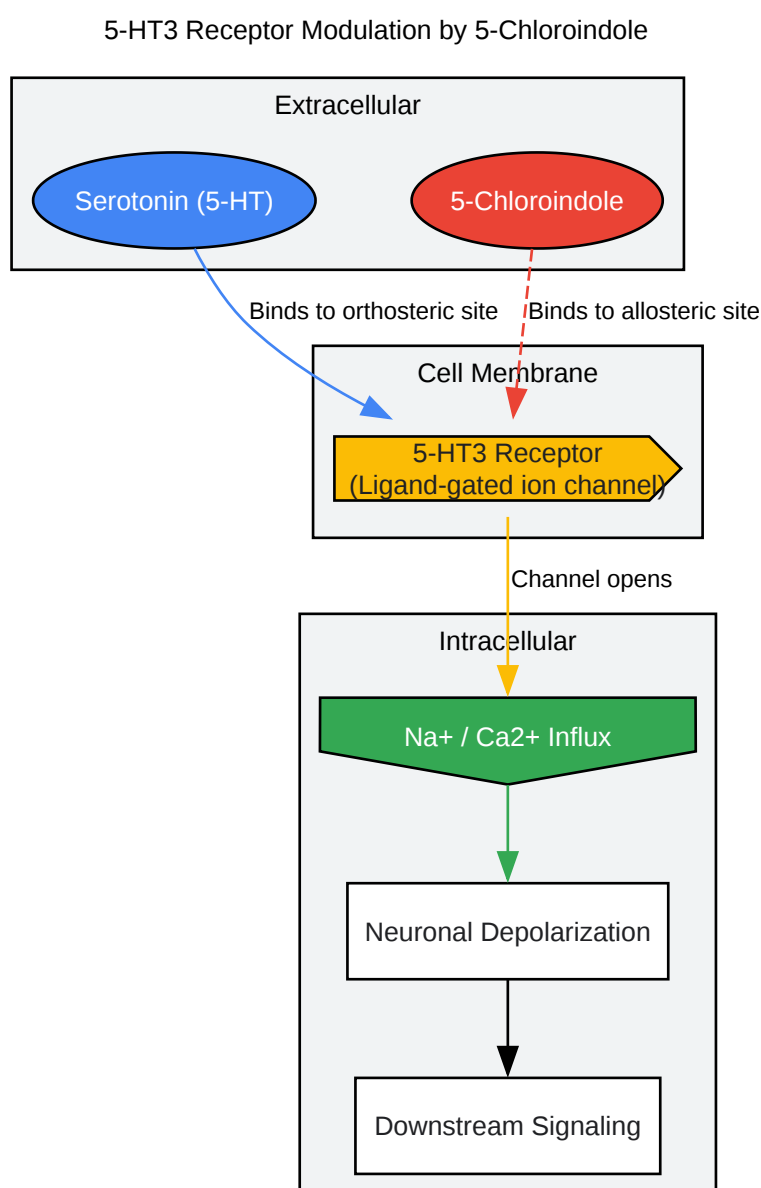 5-HT3 Receptor Modulation by 5-Chloroindole
Extracellular
Serotonin (5-HT)
5-Chloroindole
Binds to orthosteric site
Binds to allosteric site
Cell Membrane
5-HT3 Receptor
(Ligand-gated ion channel)
Channel opens
Intracellular
Na+ / Ca2+ Influx
Neuronal Depolarization
Downstream Signaling